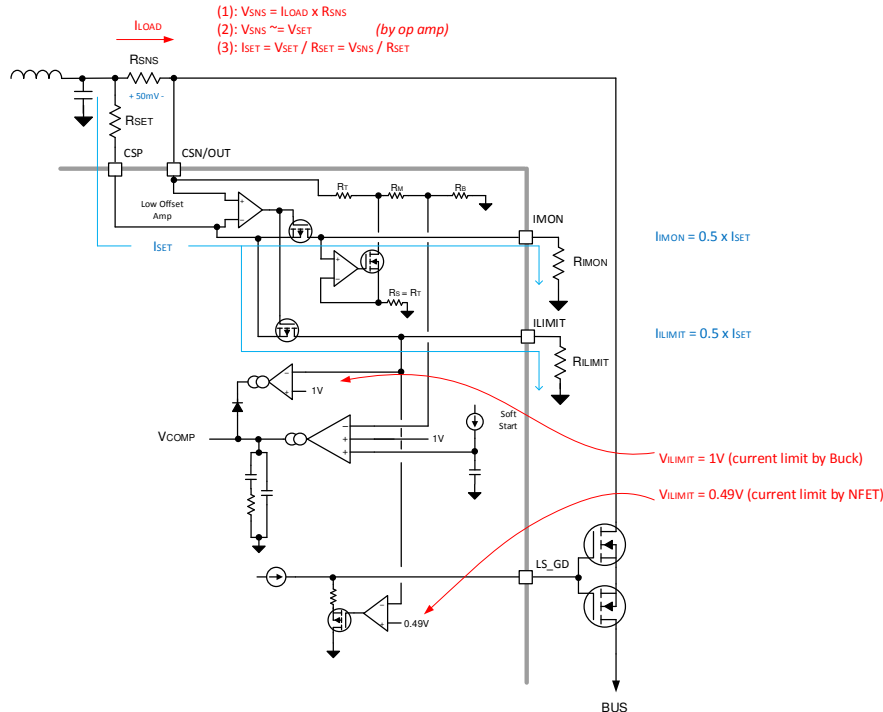 (1): VSNS = ILOAD x RSNS
(2): VSNS ~= VSET (by op amp)
(3): ISET = VSET / RSET = VSNS / RSET
ILOAD
RSNS
+ 50mV -
RSET
CSP
CSN/OUT
RT
RM
RB
Low Offset
Amp
+
−
IMON
ISET
IIMON = 0.5 x ISET
RIMON
+
−
RS = RT
ILIMIT
IILIMIT = 0.5 x ISET
RILIMIT
−
+
1V
Soft
Start
VCOMP
−
+
1V
+
VILIMIT = 1V (current limit by Buck)
VILIMIT = 0.49V (current limit by NFET)
LS_GD
−
+
0.49V
BUS